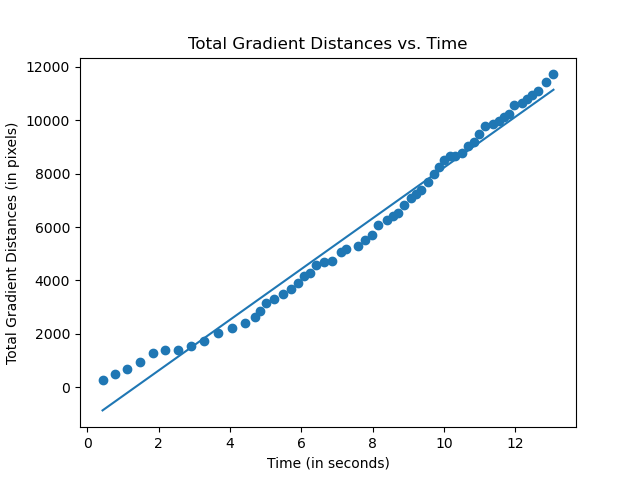 Total Gradient Distances vs. Time
12000
10000
8000
6000
4000
2000
0
Total Gradient Distances (in pixels)
0 2 4 6 8 10 12
Time (in seconds)